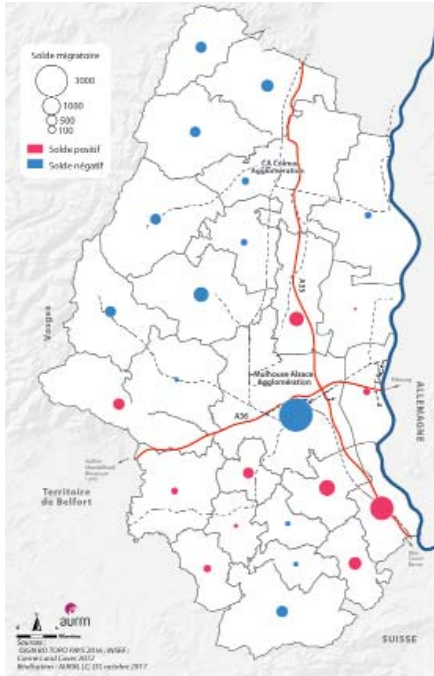 Solde migratoire
3000
1000
500
100
Solde positif
Solde négatif
CA Colmar
Agglomération
A35
Vosges
Mulhouse Alsace
Agglomération
A36
ALLEMAGNE
Territoire
de Belfort
SUISSE
aurm
Sources :
©IGN BD TOPO PAYS 2016 ; INSEE ;
Corine Land Cover 2012
Réalisation : AURM, LC, DT, octobre 2017